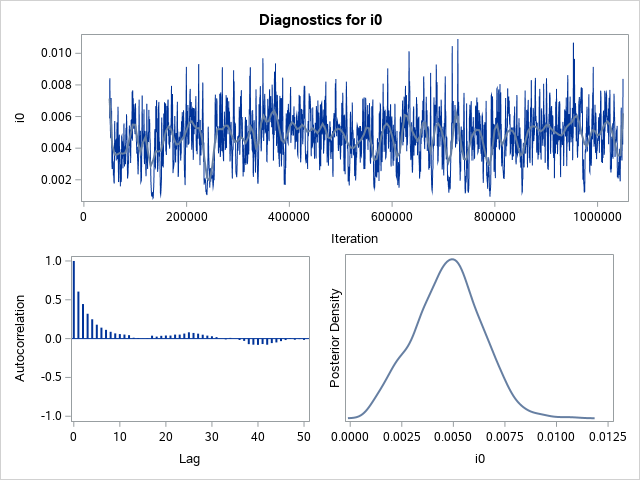 Diagnostics for i0
0.010
0.008
0.006
0.004
0.002
i0
0 200000 400000 600000 800000 1000000
Iteration
1.0
0.5
0.0
-0.5
-1.0
Autocorrelation
0 10 20 30 40 50
Lag
Posterior Density
0.0000 0.0025 0.0050 0.0075 0.0100 0.0125
i0